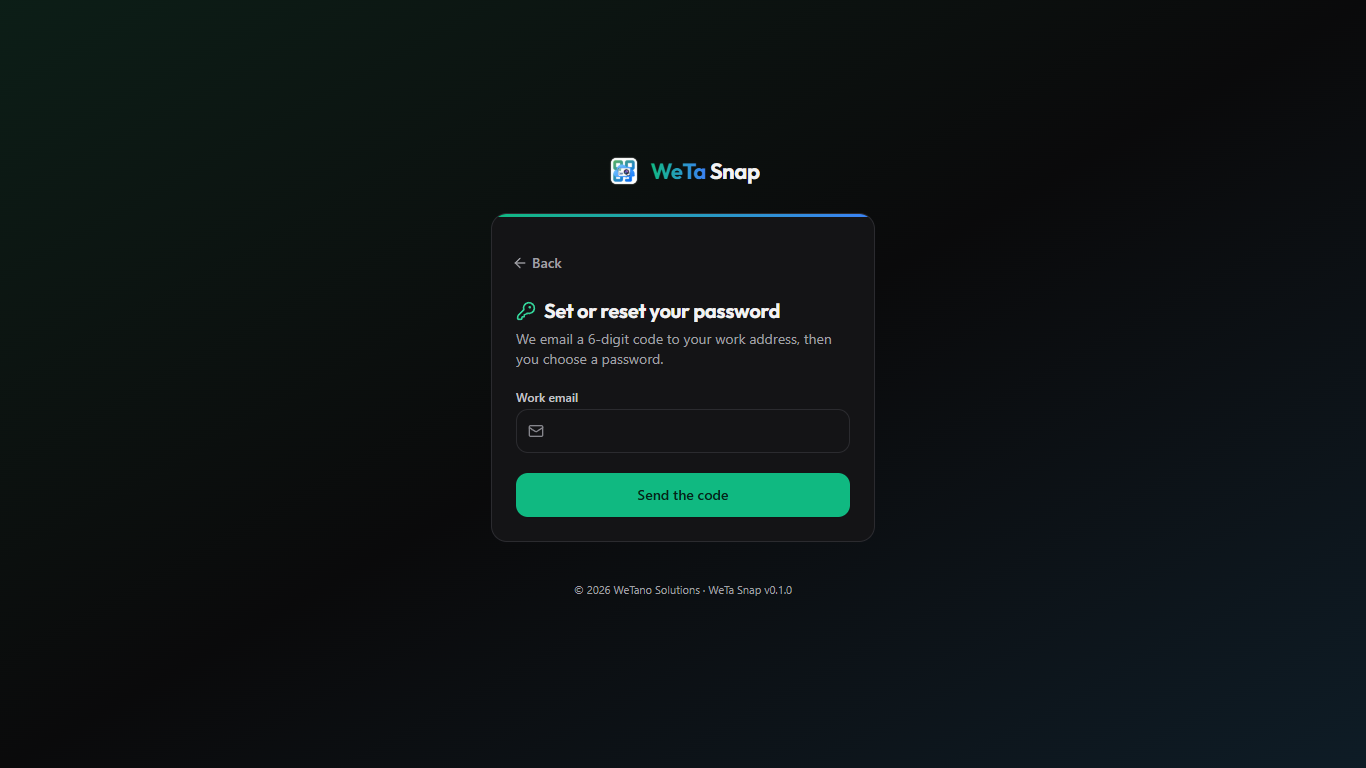 WeTa Snap
Back
Set or reset your password
We email a 6-digit code to your work address, then
you choose a password.
Work email
Send the code
© 2026 WeTano Solutions · WeTa Snap v0.1.0